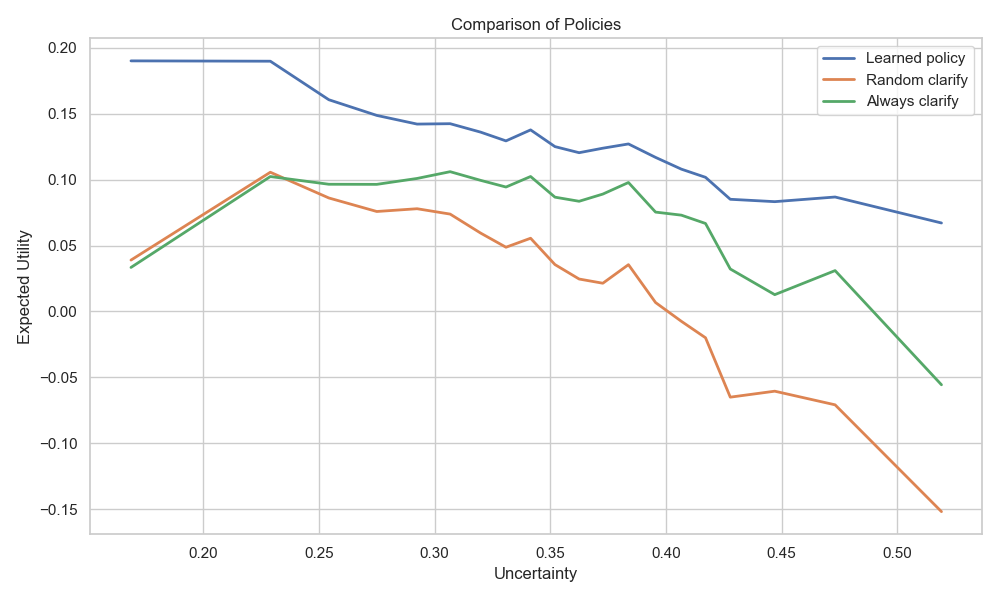 Comparison of Policies
0.20
0.15
0.10
0.05
0.00
−0.05
−0.10
−0.15
Expected Utility
Learned policy
Random clarify
Always clarify
0.20 0.25 0.30 0.35 0.40 0.45 0.50
Uncertainty